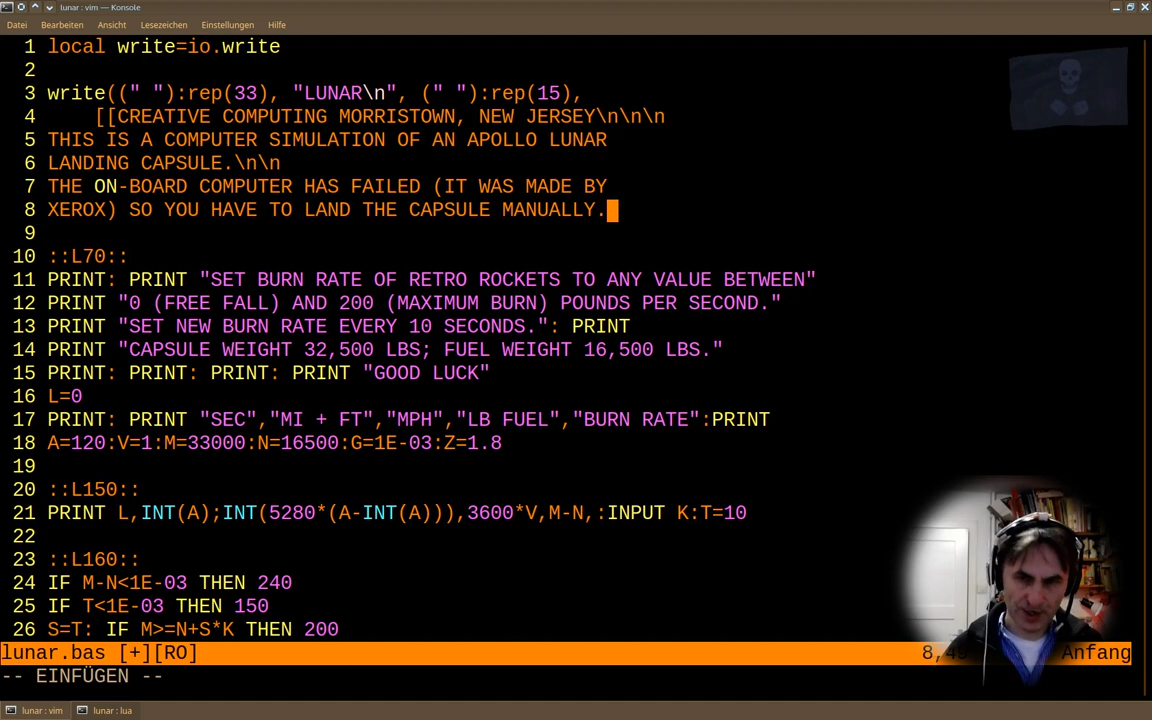 lunar : vim — Konsole
Datei Bearbeiten Ansicht Lesezeichen Einstellungen Hilfe
1 local write=io.write
2
3 write((" "):rep(33), "LUNAR\n", (" "):rep(15),
4 [[CREATIVE COMPUTING MORRISTOWN, NEW JERSEY\n\n\n
5 THIS IS A COMPUTER SIMULATION OF AN APOLLO LUNAR
6 LANDING CAPSULE.\n\n
7 THE ON-BOARD COMPUTER HAS FAILED (IT WAS MADE BY
8 XEROX) SO YOU HAVE TO LAND THE CAPSULE MANUALLY.
9
10 ::L70::
11 PRINT: PRINT "SET BURN RATE OF RETRO ROCKETS TO ANY VALUE BETWEEN"
12 PRINT "0 (FREE FALL) AND 200 (MAXIMUM BURN) POUNDS PER SECOND."
13 PRINT "SET NEW BURN RATE EVERY 10 SECONDS.": PRINT
14 PRINT "CAPSULE WEIGHT 32,500 LBS; FUEL WEIGHT 16,500 LBS."
15 PRINT: PRINT: PRINT: PRINT "GOOD LUCK"
16 L=0
17 PRINT: PRINT "SEC","MI + FT","MPH","LB FUEL","BURN RATE":PRINT
18 A=120:V=1:M=33000:N=16500:G=1E-03:Z=1.8
19
20 ::L150::
21 PRINT L,INT(A);INT(5280*(A-INT(A))),3600*V,M-N,:INPUT K:T=10
22
23 ::L160::
24 IF M-N<1E-03 THEN 240
25 IF T<1E-03 THEN 150
26 S=T: IF M>=N+S*K THEN 200
lunar.bas [+][RO] 8,49 Anfang
-- EINFÜGEN --
lunar : vim lunar : lua